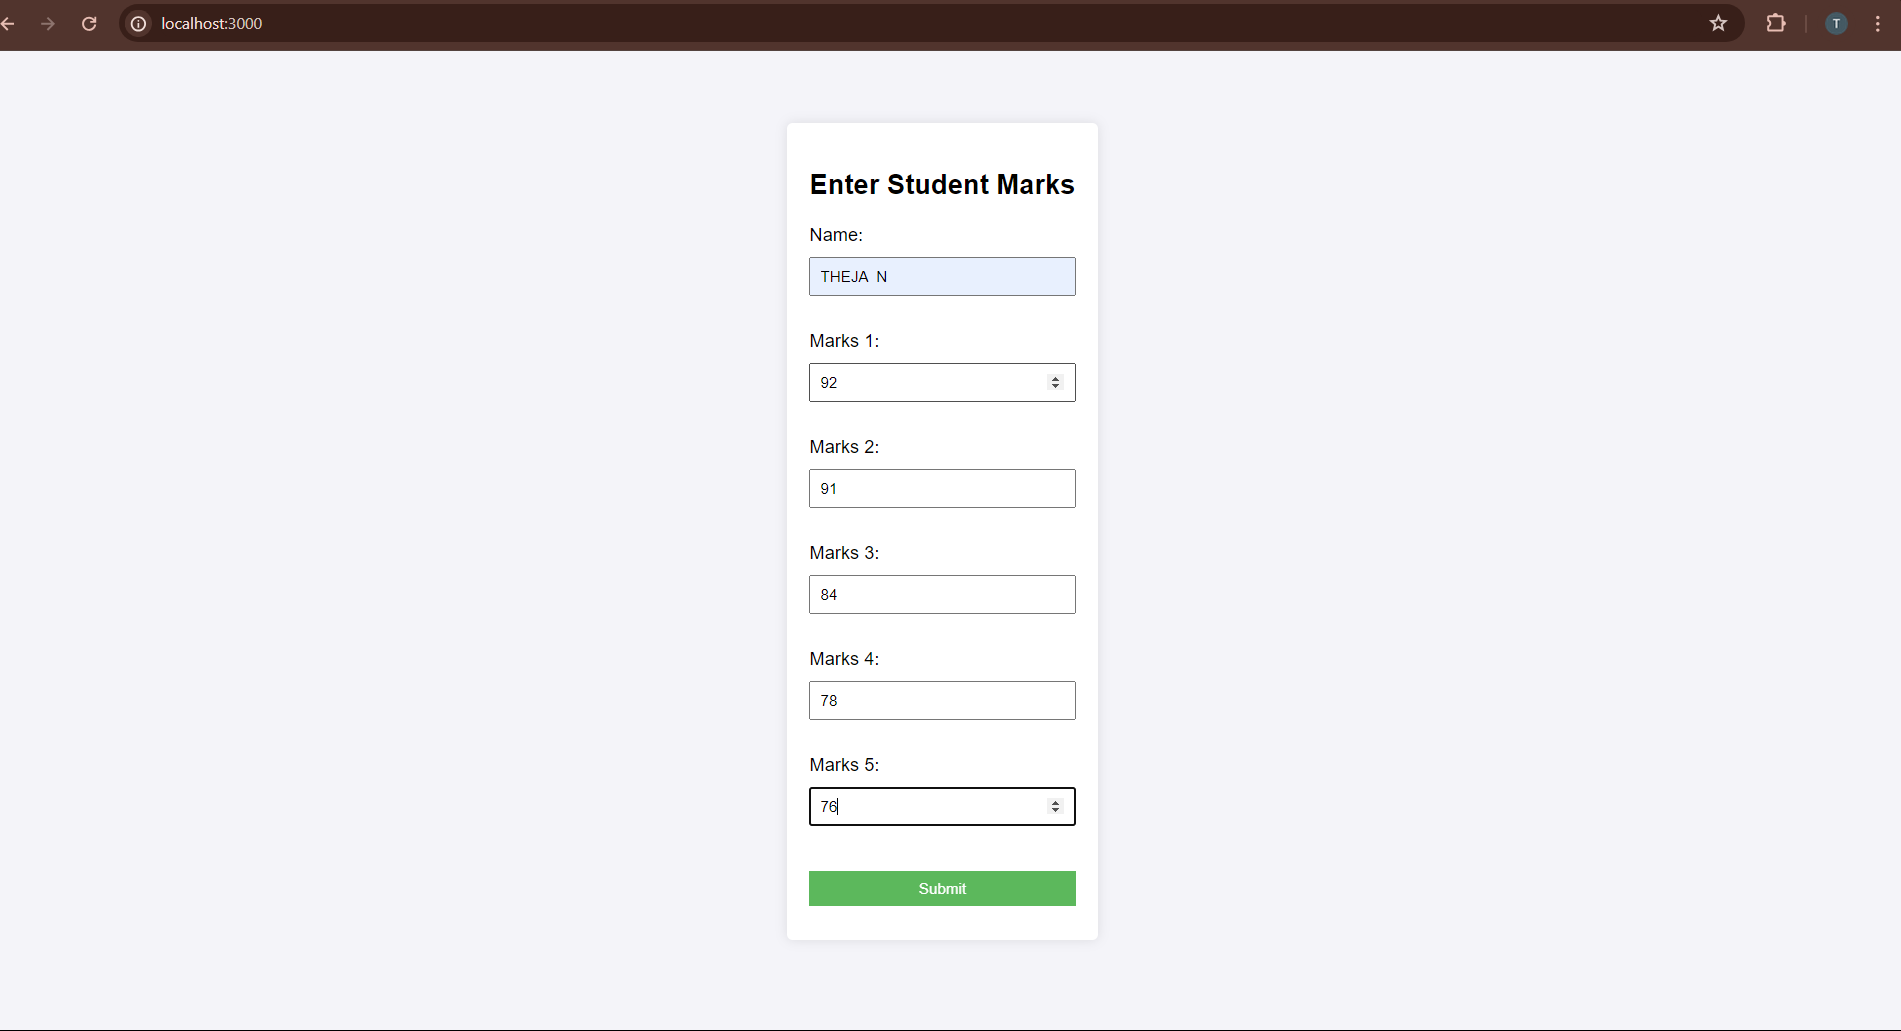 localhost:3000
T
Enter Student Marks
Name:
THEJA  N
Marks 1:
92
Marks 2:
91
Marks 3:
84
Marks 4:
78
Marks 5:
76
Submit